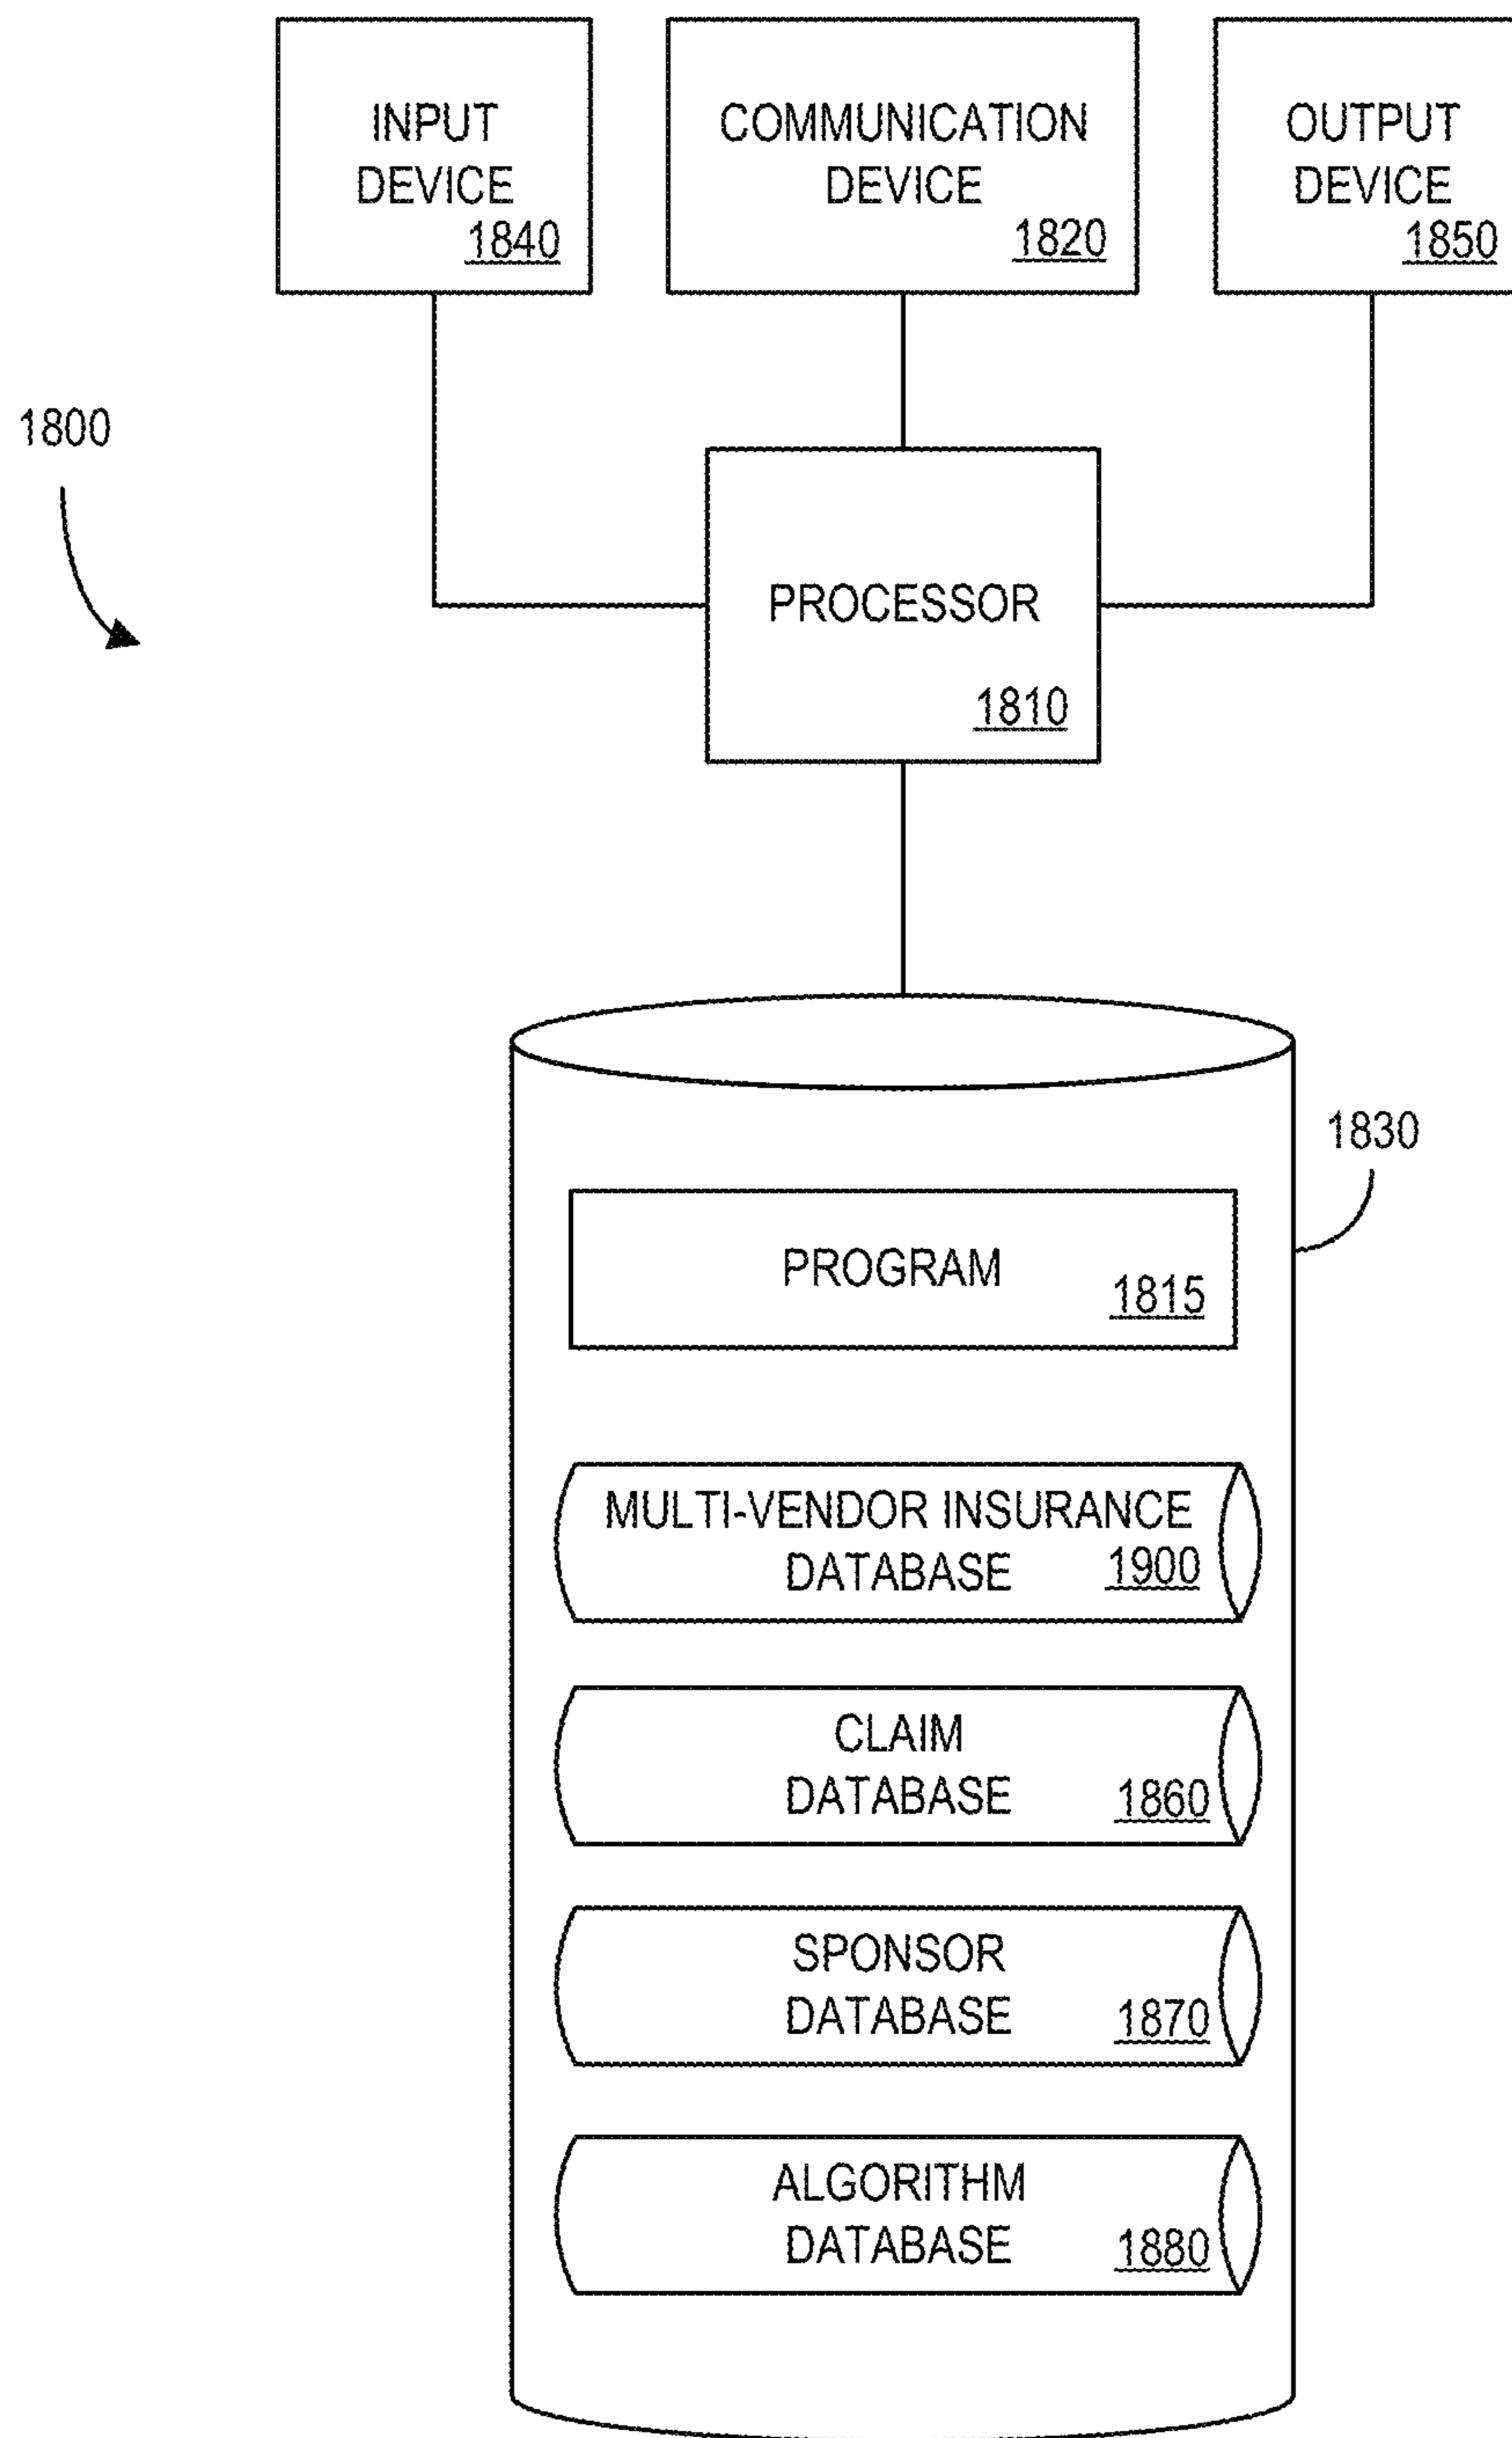 INPUT
DEVICE
1840
COMMUNICATION
DEVICE
1820
OUTPUT
DEVICE
1850
1800
PROCESSOR
1810
1830
PROGRAM
1815
MULTI-VENDOR INSURANCE
DATABASE 1900
CLAIM
DATABASE 1860
SPONSOR
DATABASE 1870
ALGORITHM
DATABASE 1880